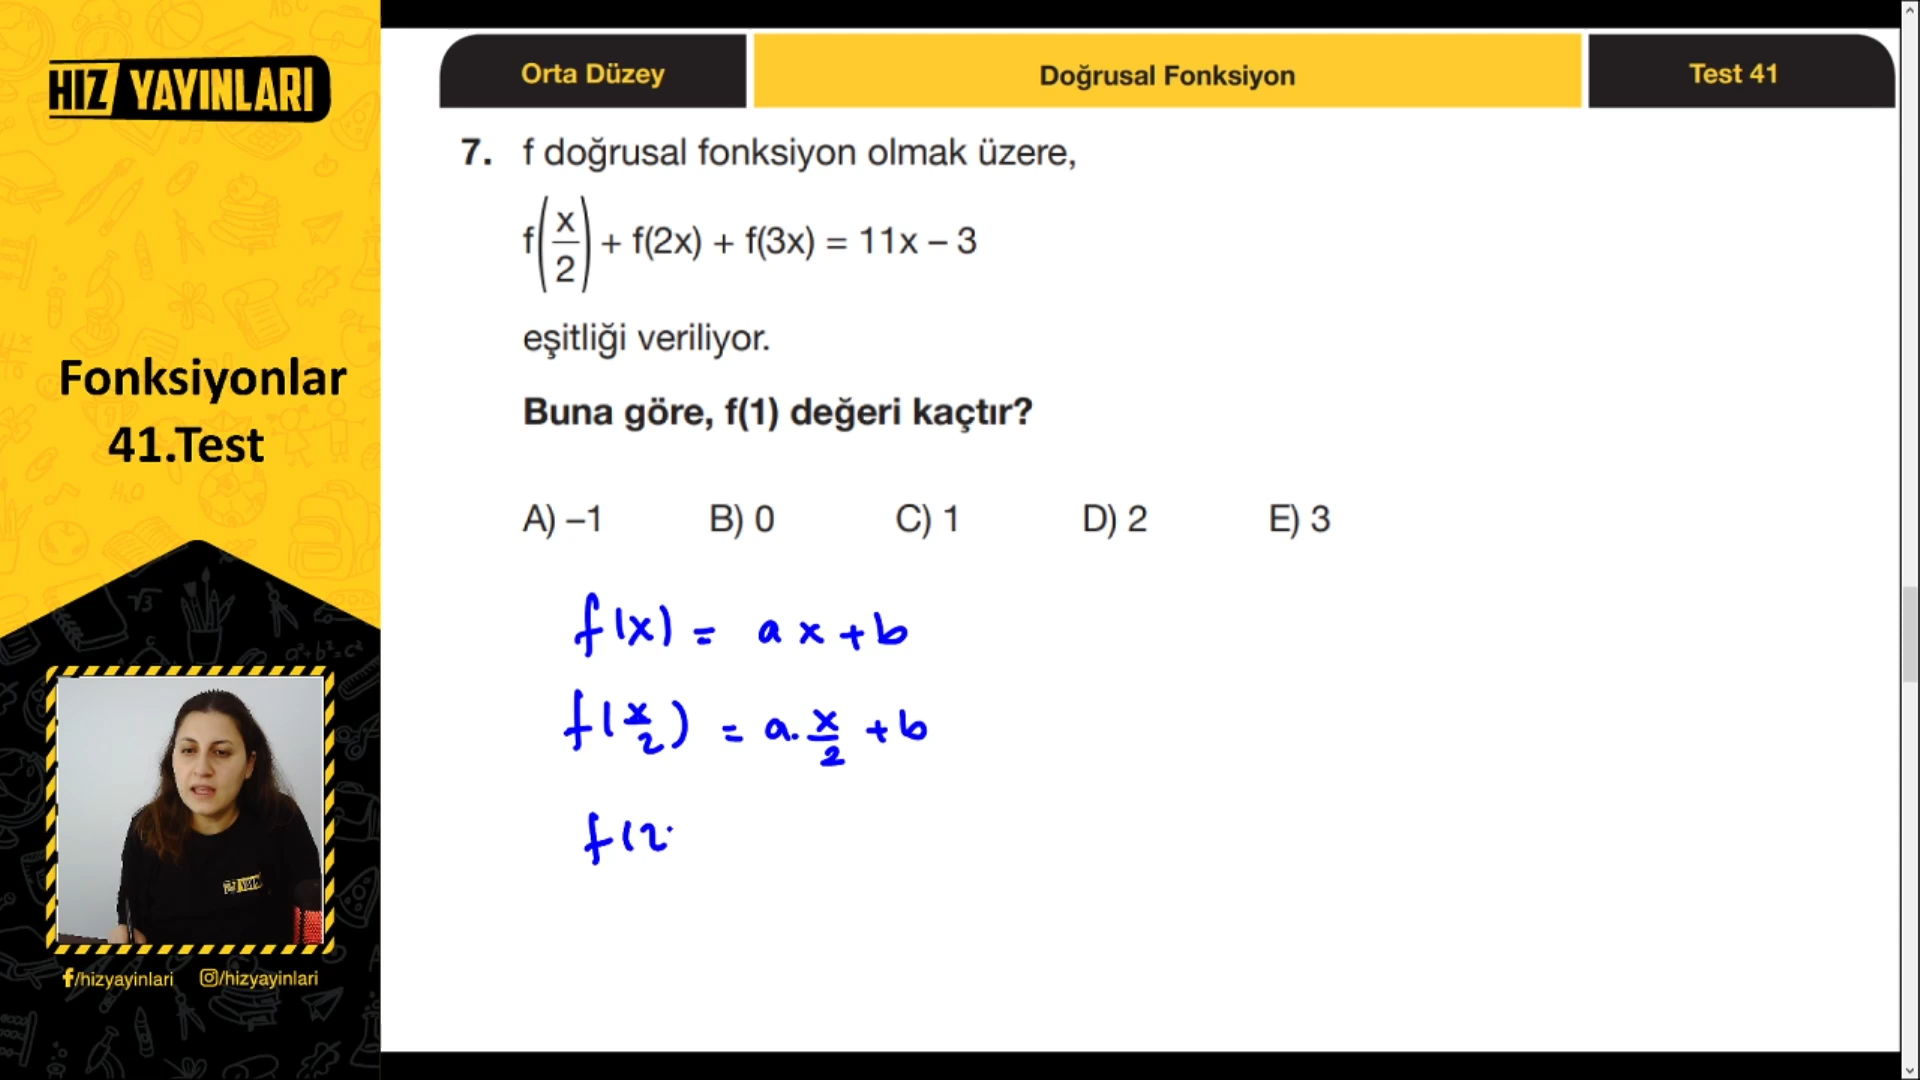 HIZ YAYINLARI
Fonksiyonlar
41.Test
f/hizyayinlari /hizyayinlari
Orta Düzey Doğrusal Fonksiyon Test 41
7. f doğrusal fonksiyon olmak üzere,
f(x/2) + f(2x) + f(3x) = 11x – 3
eşitliği veriliyor.
Buna göre, f(1) değeri kaçtır?
A) –1 B) 0 C) 1 D) 2 E) 3
f(x) = ax+b
f(x/2) = a.x/2 +b
f(2